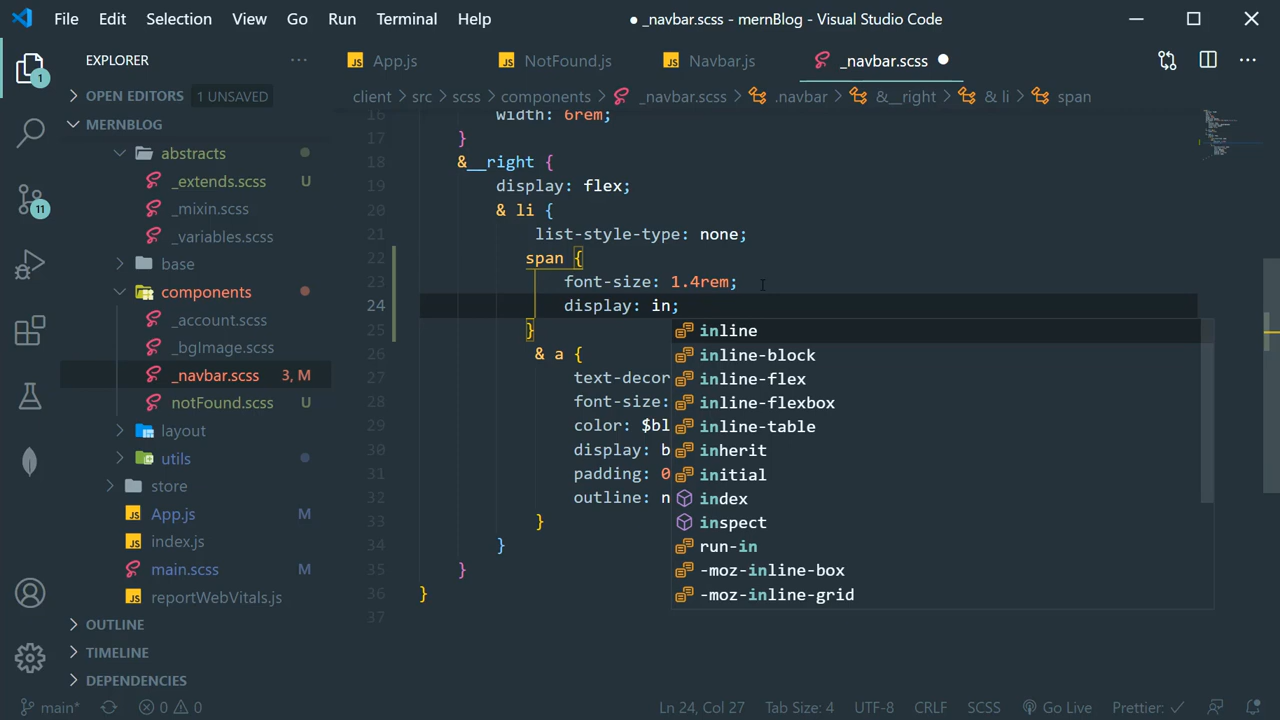 File Edit Selection View Go Run Terminal Help
● _navbar.scss - mernBlog - Visual Studio Code
EXPLORER
App.js
NotFound.js
Navbar.js
_navbar.scss
OPEN EDITORS 1 UNSAVED
client > src > scss > components > _navbar.scss > .navbar > &__right > & li > span
MERNBLOG
abstracts
_extends.scss U
_mixin.scss
_variables.scss
base
components
_account.scss
_bgImage.scss
_navbar.scss 3, M
notFound.scss U
layout
utils
store
App.js M
index.js
main.scss M
reportWebVitals.js
OUTLINE
TIMELINE
DEPENDENCIES
1
11
16 width: 6rem;
17 }
18 &__right {
19 display: flex;
20 & li {
21 list-style-type: none;
22 span {
23 font-size: 1.4rem;
24 display: in;
25 }
26 & a {
27 text-decor
28 font-size:
29 color: $bl
30 display: b
31 padding: 0
32 outline: n
33 }
34 }
35 }
36 }
37
inline
inline-block
inline-flex
inline-flexbox
inline-table
inherit
initial
index
inspect
run-in
-moz-inline-box
-moz-inline-grid
main* 0 0 Ln 24, Col 27 Tab Size: 4 UTF-8 CRLF SCSS Go Live Prettier: ✓